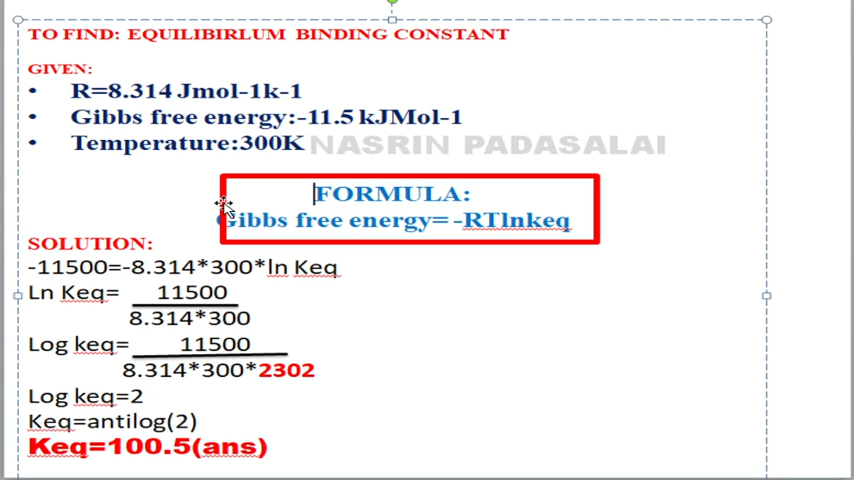 TO FIND: EQUILIBIRLUM BINDING CONSTANT
GIVEN:
• R=8.314 Jmol-1k-1
• Gibbs free energy:-11.5 kJMol-1
• Temperature:300K
NASRIN PADASALAI
FORMULA:
Gibbs free energy= -RTlnkeq
SOLUTION:
-11500=-8.314*300*ln Keq
Ln Keq= 11500
8.314*300
Log keq= 11500
8.314*300*2302
Log keq=2
Keq=antilog(2)
Keq=100.5(ans)